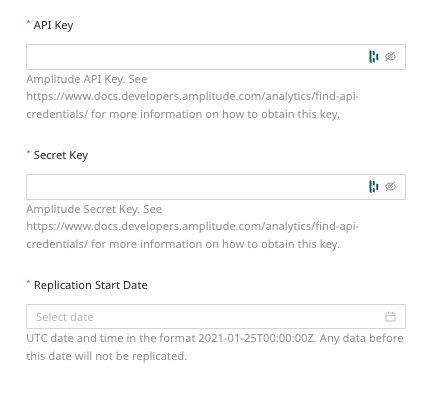 * API Key
Amplitude API Key. See
https://www.docs.developers.amplitude.com/analytics/find-api-
credentials/ for more information on how to obtain this key.
* Secret Key
Amplitude Secret Key. See
https://www.docs.developers.amplitude.com/analytics/find-api-
credentials/ for more information on how to obtain this key.
* Replication Start Date
Select date
UTC date and time in the format 2021-01-25T00:00:00Z. Any data before
this date will not be replicated.